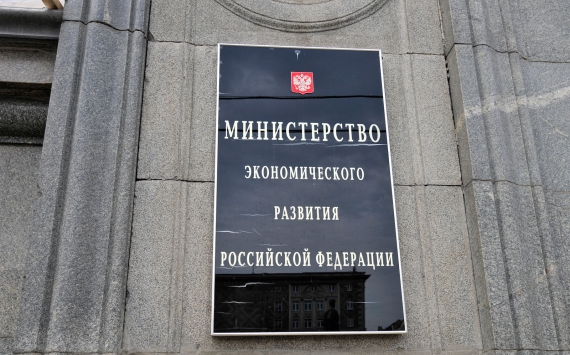 МИНИСТЕРСТВО
ЭКОНОМИЧЕСКОГО
РАЗВИТИЯ
РОССИЙСКОЙ ФЕДЕРАЦИИ